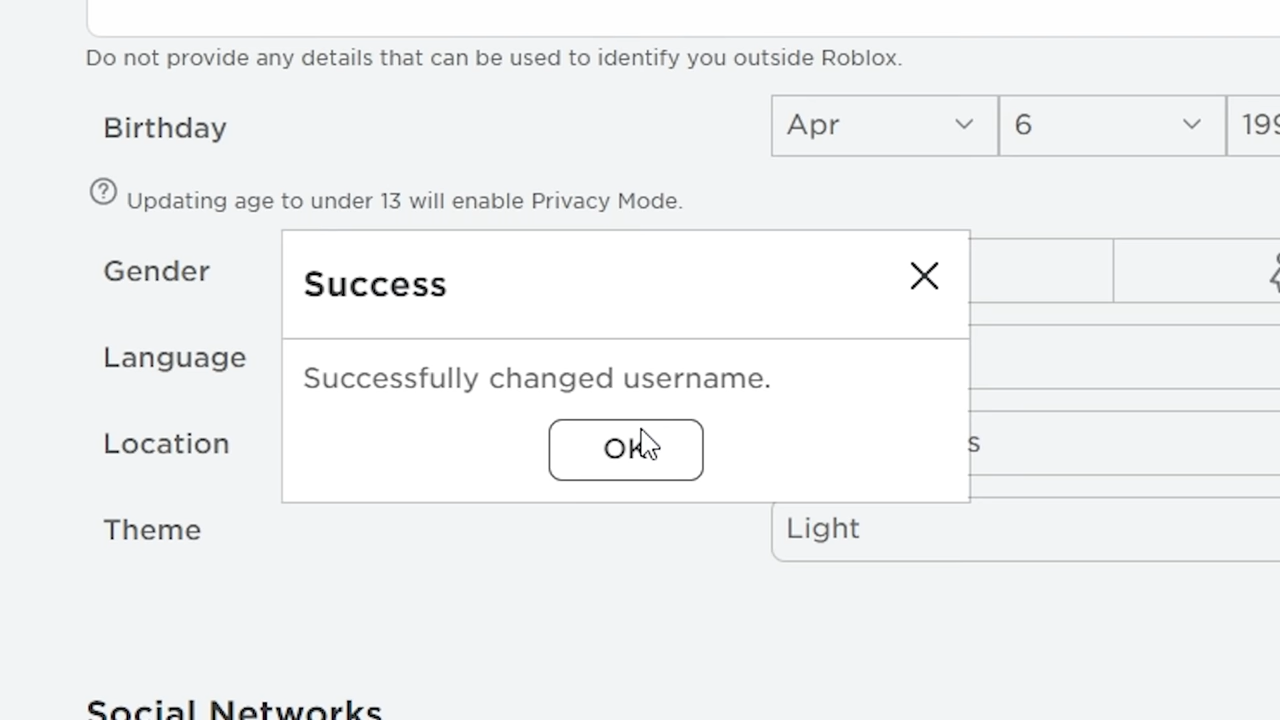 Do not provide any details that can be used to identify you outside Roblox.
Birthday
Apr
6
199
Updating age to under 13 will enable Privacy Mode.
Gender
Success
Language
Successfully changed username.
Location
OK
s
Theme
Light
Social Networks